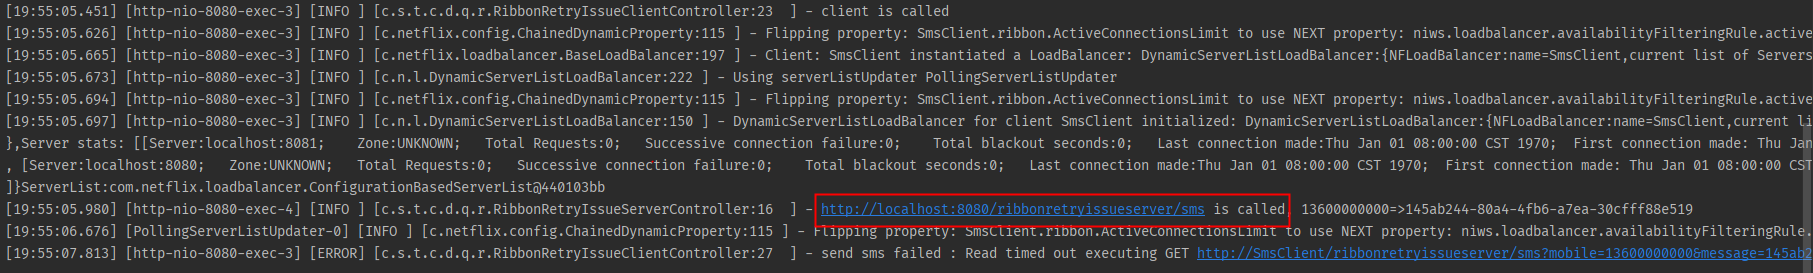 [19:55:05.451] [http-nio-8080-exec-3] [INFO ] [c.s.t.c.d.q.r.RibbonRetryIssueClientController:23  ] - client is called
[19:55:05.626] [http-nio-8080-exec-3] [INFO ] [c.netflix.config.ChainedDynamicProperty:115 ] - Flipping property: SmsClient.ribbon.ActiveConnectionsLimit to use NEXT property: niws.loadbalancer.availabilityFilteringRule.active
[19:55:05.665] [http-nio-8080-exec-3] [INFO ] [c.netflix.loadbalancer.BaseLoadBalancer:197 ] - Client: SmsClient instantiated a LoadBalancer: DynamicServerListLoadBalancer:{NFLoadBalancer:name=SmsClient,current list of Servers
[19:55:05.673] [http-nio-8080-exec-3] [INFO ] [c.n.l.DynamicServerListLoadBalancer:222 ] - Using serverListUpdater PollingServerListUpdater
[19:55:05.694] [http-nio-8080-exec-3] [INFO ] [c.netflix.config.ChainedDynamicProperty:115 ] - Flipping property: SmsClient.ribbon.ActiveConnectionsLimit to use NEXT property: niws.loadbalancer.availabilityFilteringRule.active
[19:55:05.697] [http-nio-8080-exec-3] [INFO ] [c.n.l.DynamicServerListLoadBalancer:150 ] - DynamicServerListLoadBalancer for client SmsClient initialized: DynamicServerListLoadBalancer:{NFLoadBalancer:name=SmsClient,current li
},Server stats: [[Server:localhost:8081;	Zone:UNKNOWN;	Total Requests:0;	Successive connection failure:0;	Total blackout seconds:0;	Last connection made:Thu Jan 01 08:00:00 CST 1970;	First connection made: Thu Jan
, [Server:localhost:8080;	Zone:UNKNOWN;	Total Requests:0;	Successive connection failure:0;	Total blackout seconds:0;	Last connection made:Thu Jan 01 08:00:00 CST 1970;	First connection made: Thu Jan 01 08:00:00 CST
]}ServerList:com.netflix.loadbalancer.ConfigurationBasedServerList@440103bb
[19:55:05.980] [http-nio-8080-exec-4] [INFO ] [c.s.t.c.d.q.r.RibbonRetryIssueServerController:16  ] - http://localhost:8080/ribbonretryissueserver/sms is called, 13600000000=>145ab244-80a4-4fb6-a7ea-30cfff88e519
[19:55:06.676] [PollingServerListUpdater-0] [INFO ] [c.netflix.config.ChainedDynamicProperty:115 ] - Flipping property: SmsClient.ribbon.ActiveConnectionsLimit to use NEXT property: niws.loadbalancer.availabilityFilteringRule.
[19:55:07.813] [http-nio-8080-exec-3] [ERROR] [c.s.t.c.d.q.r.RibbonRetryIssueClientController:27  ] - send sms failed : Read timed out executing GET http://SmsClient/ribbonretryissueserver/sms?mobile=13600000000&message=145ab2